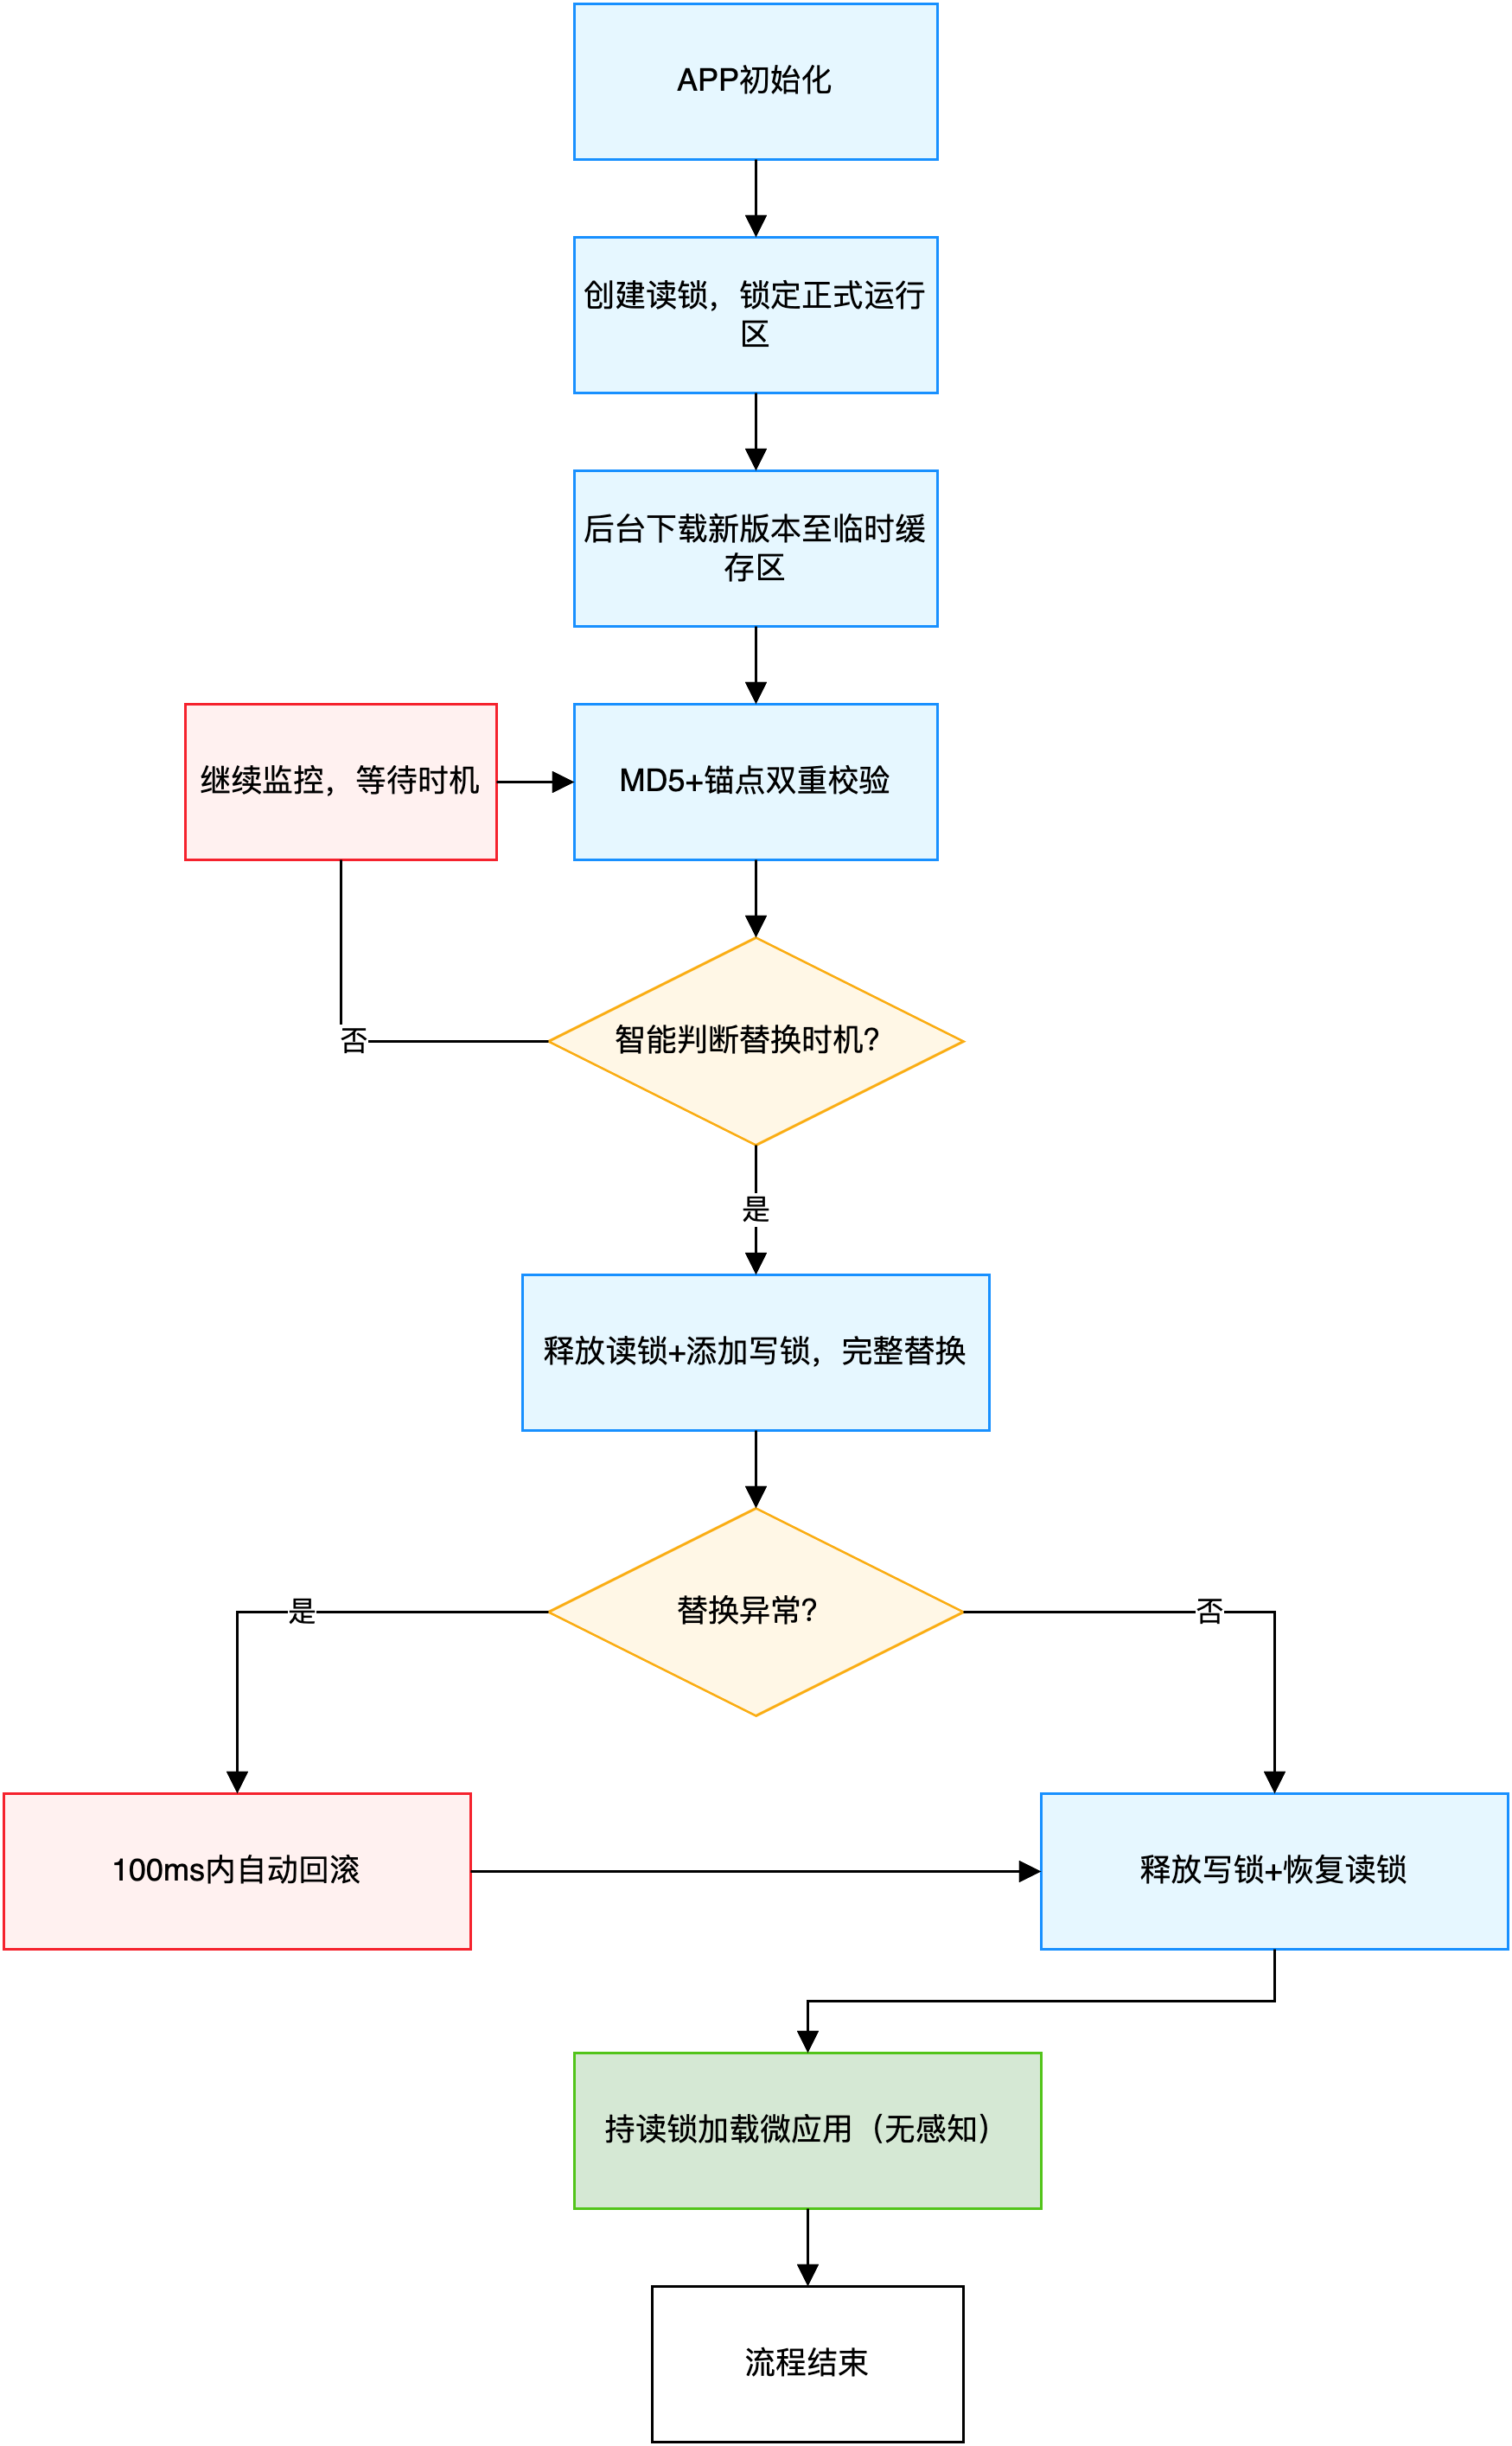 APP初始化
创建读锁，锁定正式运行
区
后台下载新版本至临时缓
存区
继续监控，等待时机
MD5+锚点双重校验
智能判断替换时机？
否
是
释放读锁+添加写锁，完整替换
替换异常？
是
否
100ms内自动回滚
释放写锁+恢复读锁
持读锁加载微应用（无感知）
流程结束